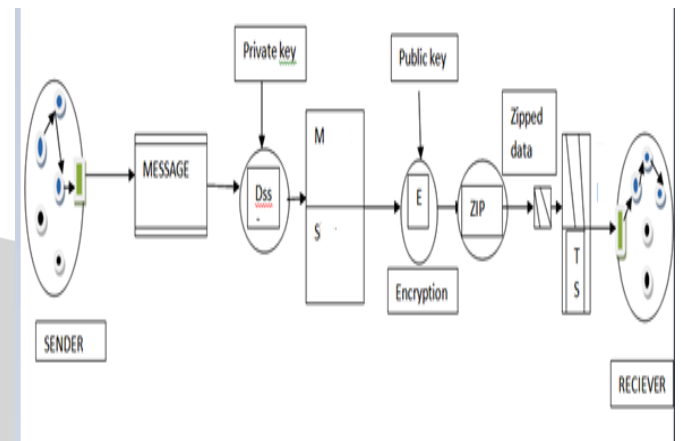 Private key
Public key
Zipped
data
MESSAGE
Dss
M
S
E
ZIP
T
S
Encryption
SENDER
RECIEVER